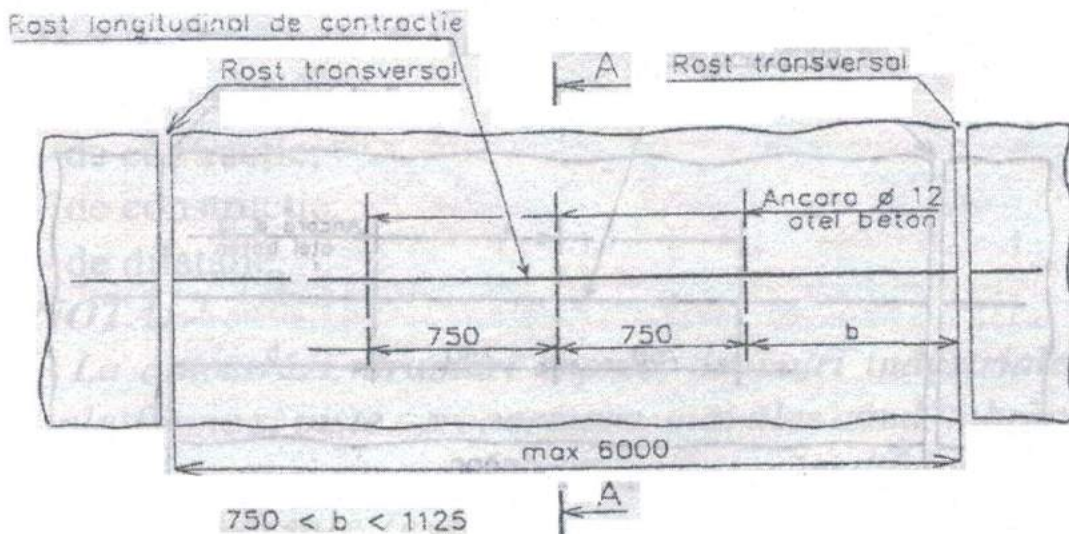 Rost longitudinal de contractie
Rost transversal
A
Rost transversal
Ancora ø 12
otel beton
750
750
b
max 6000
A
750 < b < 1125